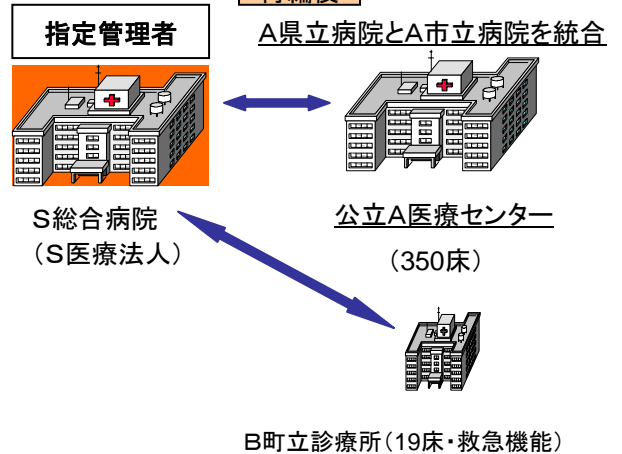 指定管理者
A県立病院とA市立病院を統合
S総合病院
（S医療法人）
公立A医療センター
（350床）
B町立診療所（19床・救急機能）